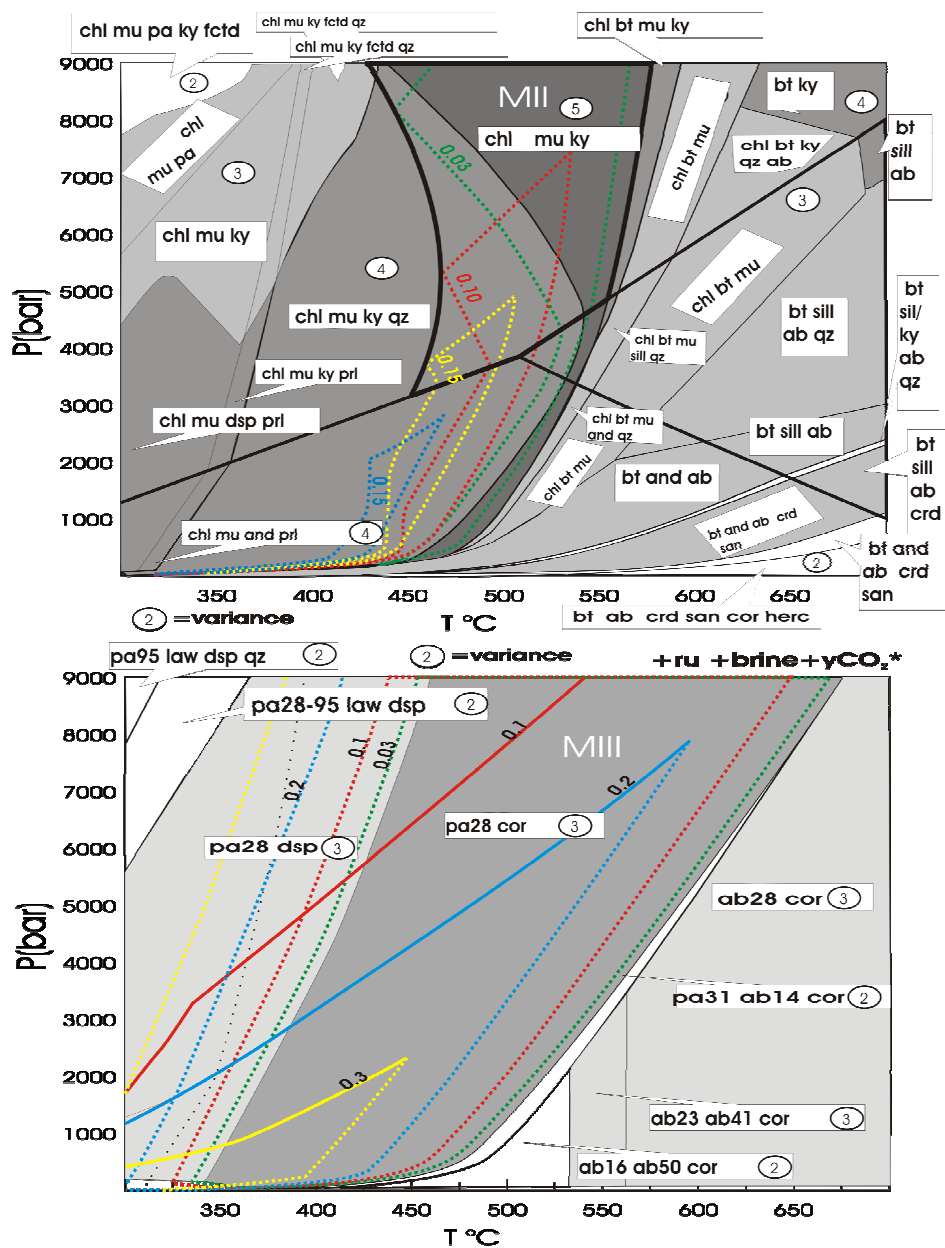 chl mu pa ky fctd
chl mu ky fctd qz
chl mu ky fctd qz
chl bt mu ky
9000
8000
7000
6000
5000
4000
3000
2000
1000
P(bar)
2
chl
mu pa
3
chl mu ky
4
chl mu ky qz
chl mu ky prl
chl mu dsp prl
chl mu and prl
4
MII
5
chl mu ky
0.03
0.10
0.15
0.15
chl bt mu
bt ky
4
chl bt ky
qz ab
3
chl bt mu
bt sill
ab qz
chl bt mu
sill qz
chl bt mu
and qz
chl bt mu
bt sill ab
bt and ab
bt and ab crd
san
2
bt
sill
ab
bt
sil/
ky
ab
qz
bt
sill
ab
crd
bt and
ab crd
san
bt ab crd san cor herc
350
400
450
500
550
600
650
T °C
2 =variance
pa95 law dsp qz 2
2 =variance
+ru +brine+yCO2*
9000
8000
7000
6000
5000
4000
3000
2000
1000
P(bar)
pa28-95 law dsp 2
0.2
0.1
0.03
0.1
MIII
0.2
pa28 cor 3
pa28 dsp 3
0.3
ab28 cor 3
pa31 ab14 cor 2
ab23 ab41 cor 3
ab16 ab50 cor 2
350
400
450
500
550
600
650
T °C